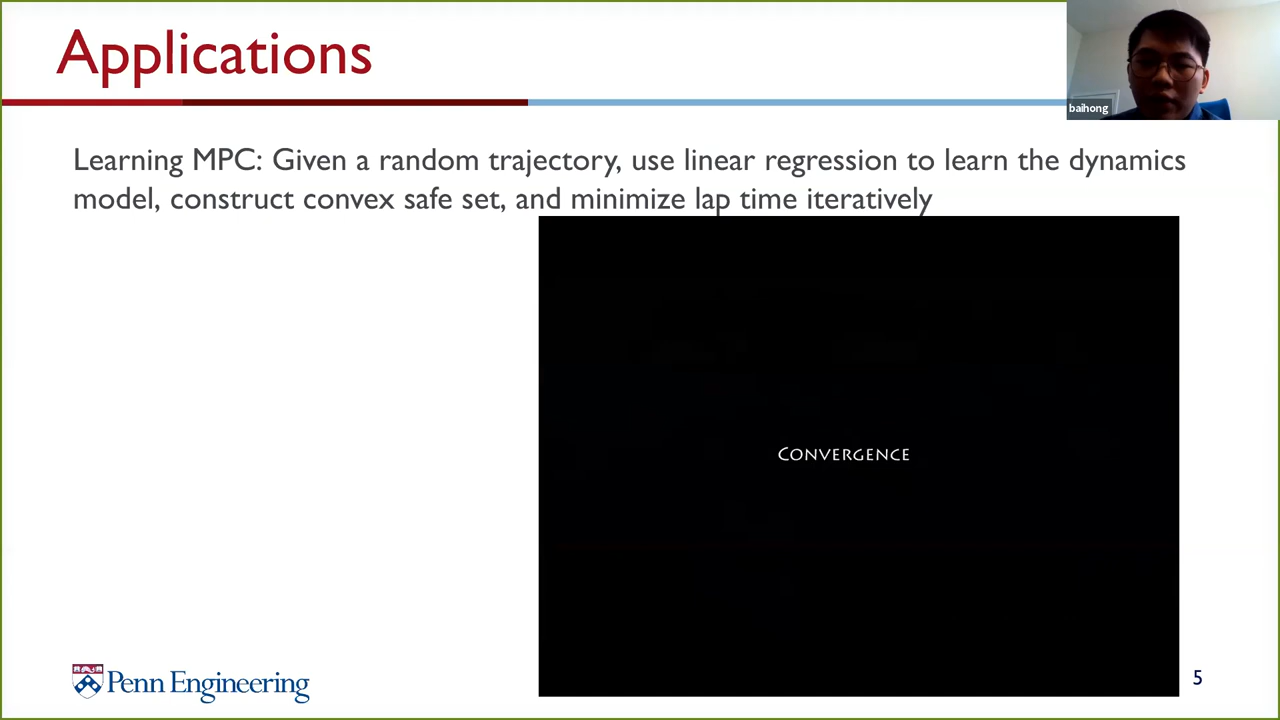 Applications
baihong
Learning MPC: Given a random trajectory, use linear regression to learn the dynamics
model, construct convex safe set, and minimize lap time iteratively
CONVERGENCE
Penn Engineering
5